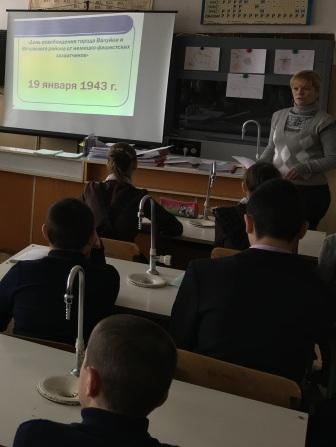 «День освобождения города Валуйки и
Валуйского района от немецко-фашистских
захватчиков»
19 января 1943 г.